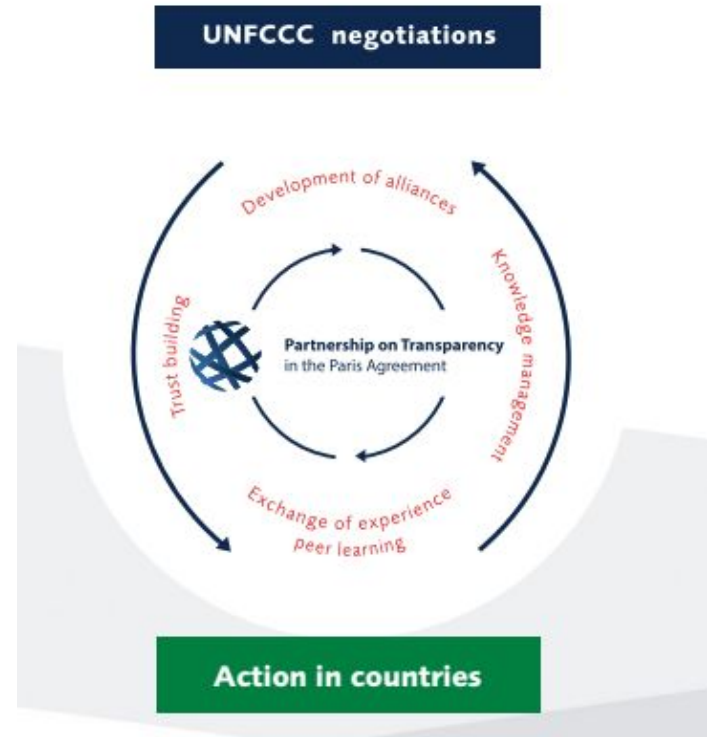 UNFCCC negotiations
Development of alliances
Trust building
Knowledge management
Partnership on Transparency
in the Paris Agreement
Exchange of experience
peer learning
Action in countries